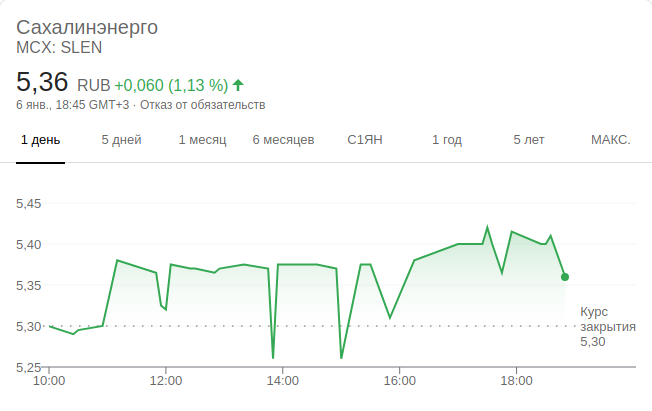 Сахалинэнерго
MCX: SLEN
5,36 RUB +0,060 (1,13 %)
6 янв., 18:45 GMT+3 · Отказ от обязательств
1 день 5 дней 1 месяц 6 месяцев С1ЯН 1 год 5 лет МАКС.
5,45
5,40
5,35
5,30
5,25
Курс
закрытия
5,30
10:00 12:00 14:00 16:00 18:00